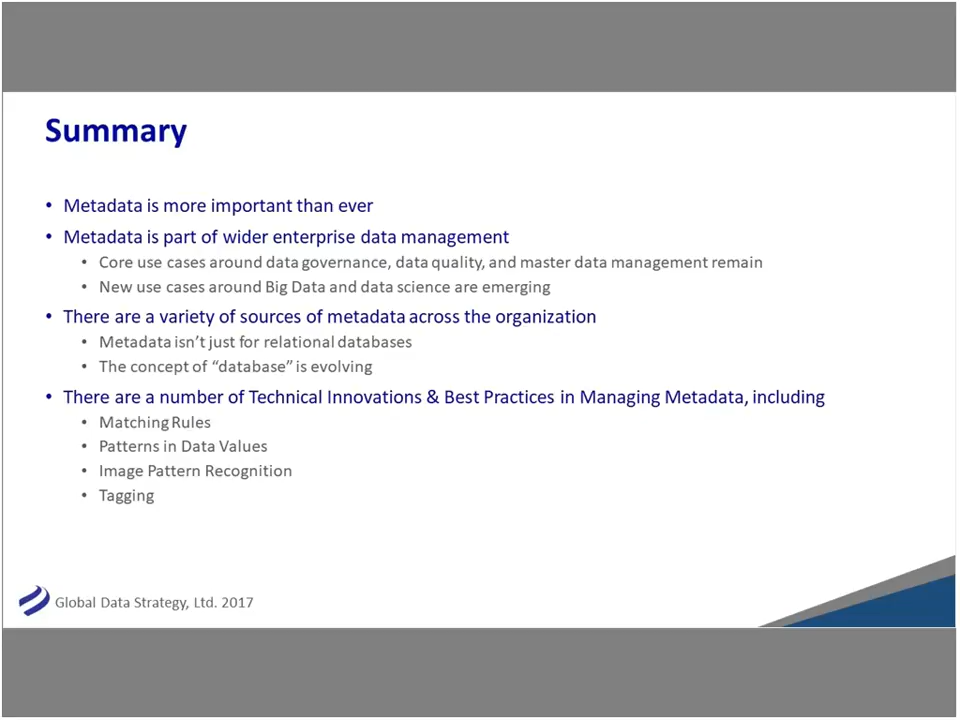 Summary
• Metadata is more important than ever
• Metadata is part of wider enterprise data management
• Core use cases around data governance, data quality, and master data management remain
• New use cases around Big Data and data science are emerging
• There are a variety of sources of metadata across the organization
• Metadata isn’t just for relational databases
• The concept of “database” is evolving
• There are a number of Technical Innovations & Best Practices in Managing Metadata, including
• Matching Rules
• Patterns in Data Values
• Image Pattern Recognition
• Tagging
Global Data Strategy, Ltd. 2017